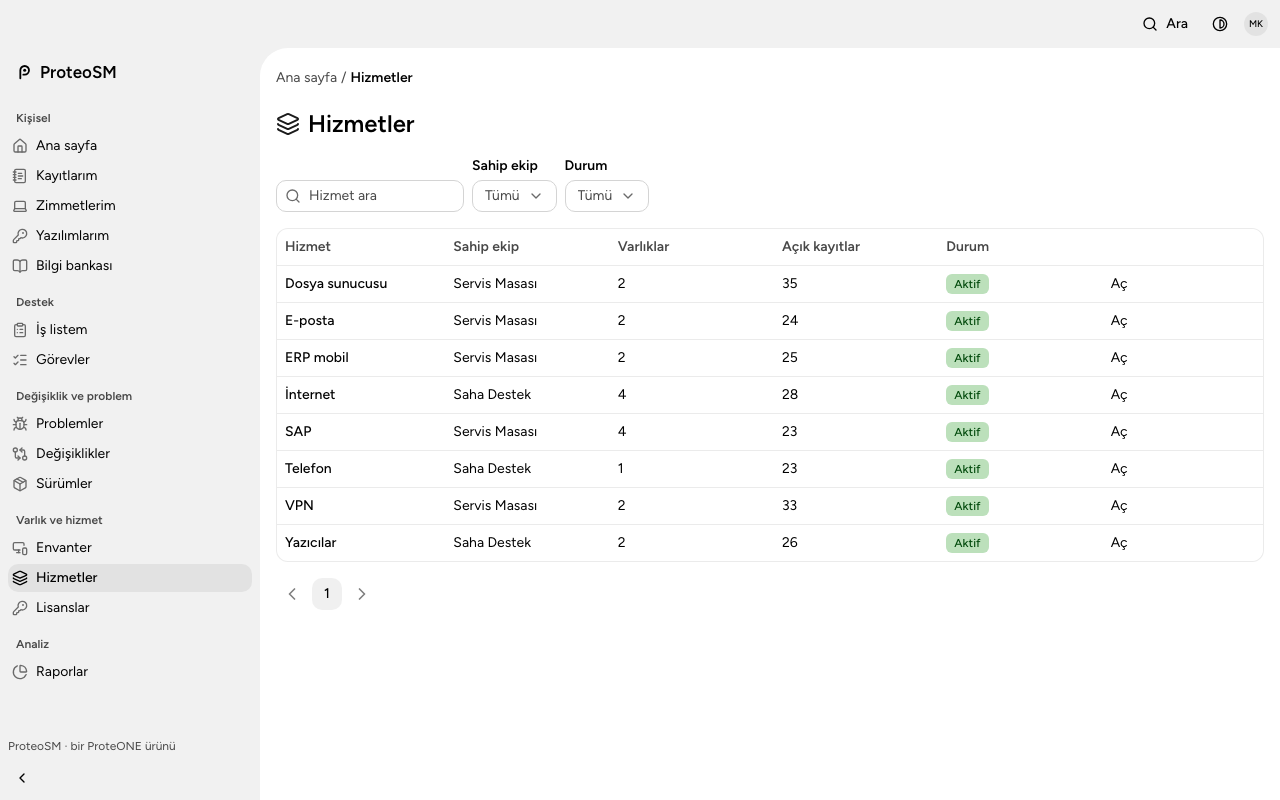 Ara
MK
ProteoSM
Kişisel
Ana sayfa
Kayıtlarım
Zimmetlerim
Yazılımlarım
Bilgi bankası
Destek
İş listem
Görevler
Değişiklik ve problem
Problemler
Değişiklikler
Sürümler
Varlık ve hizmet
Envanter
Hizmetler
Lisanslar
Analiz
Raporlar
ProteoSM · bir ProteONE ürünü
Ana sayfa / Hizmetler
Hizmetler
Sahip ekip Durum
Hizmet ara Tümü Tümü
Hizmet Sahip ekip Varlıklar Açık kayıtlar Durum
Dosya sunucusu Servis Masası 2 35 Aktif Aç
E-posta Servis Masası 2 24 Aktif Aç
ERP mobil Servis Masası 2 25 Aktif Aç
İnternet Saha Destek 4 28 Aktif Aç
SAP Servis Masası 4 23 Aktif Aç
Telefon Saha Destek 1 23 Aktif Aç
VPN Servis Masası 2 33 Aktif Aç
Yazıcılar Saha Destek 2 26 Aktif Aç
1